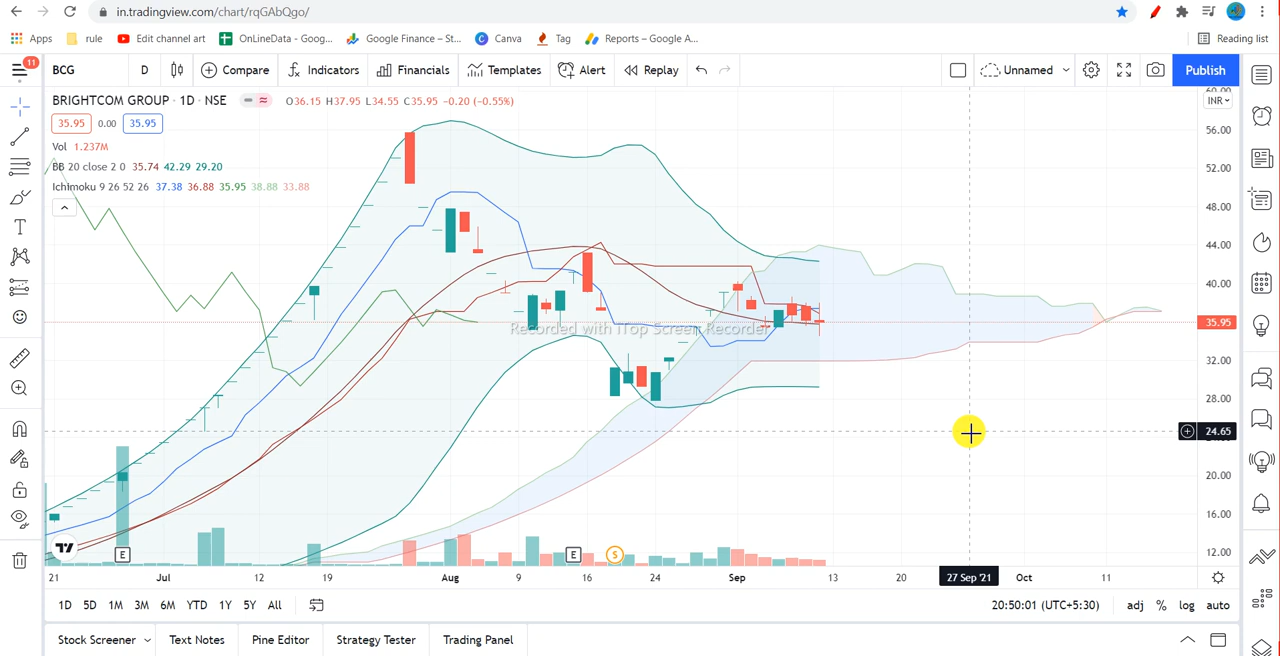 in.tradingview.com/chart/rqGAbQgo/
Apps rule Edit channel art OnLineData - Goog... Google Finance – St... Canva Tag Reports – Google A... Reading list
11
BCG D Compare Indicators Financials Templates Alert Replay Unnamed Publish
BRIGHTCOM GROUP · 1D · NSE O36.15 H37.95 L34.55 C35.95 −0.20 (−0.55%)
INR
35.95 0.00 35.95
Vol 1.237M
BB 20 close 2 0 35.74 42.29 29.20
Ichimoku 9 26 52 26 37.38 36.88 35.95 38.88 33.88
60.00
56.00
52.00
48.00
44.00
40.00
35.95
32.00
28.00
24.65
20.00
16.00
12.00
Recorded with iTop Screen Recorder
E E S
21 Jul 12 19 Aug 9 16 24 Sep 13 20 27 Sep '21 Oct 11
1D 5D 1M 3M 6M YTD 1Y 5Y All 20:50:01 (UTC+5:30) adj % log auto
Stock Screener Text Notes Pine Editor Strategy Tester Trading Panel